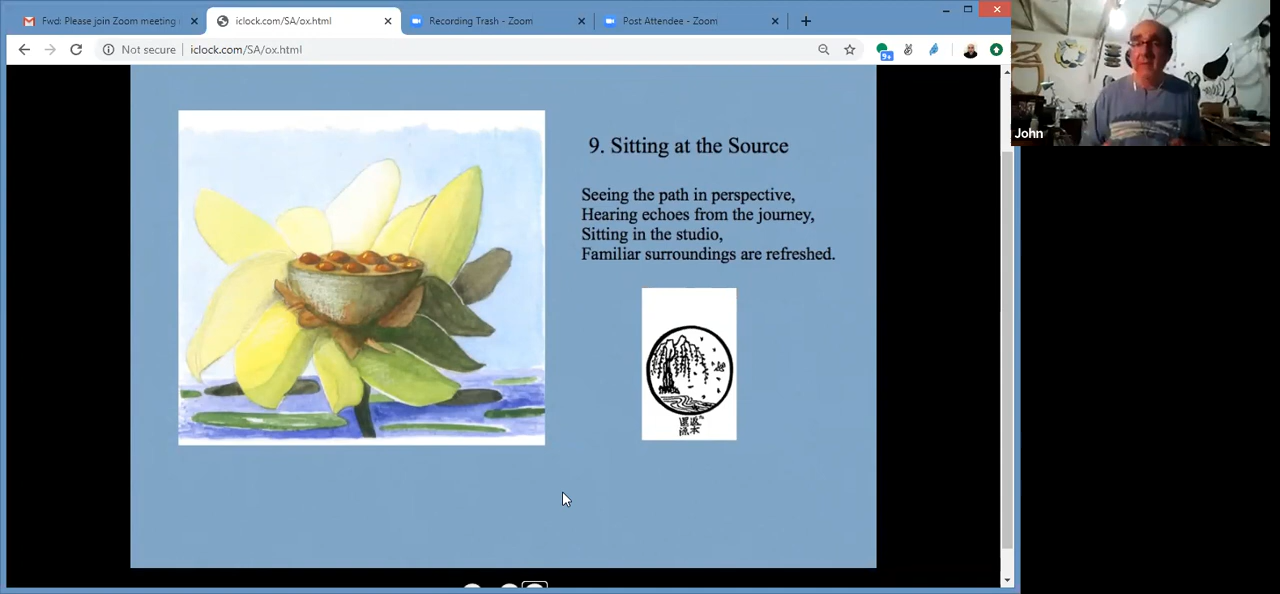 Fwd: Please join Zoom meeting
iclock.com/SA/ox.html
Recording Trash - Zoom
Post Attendee - Zoom
Not secure
iclock.com/SA/ox.html
9+
John
9. Sitting at the Source
Seeing the path in perspective,
Hearing echoes from the journey,
Sitting in the studio,
Familiar surroundings are refreshed.